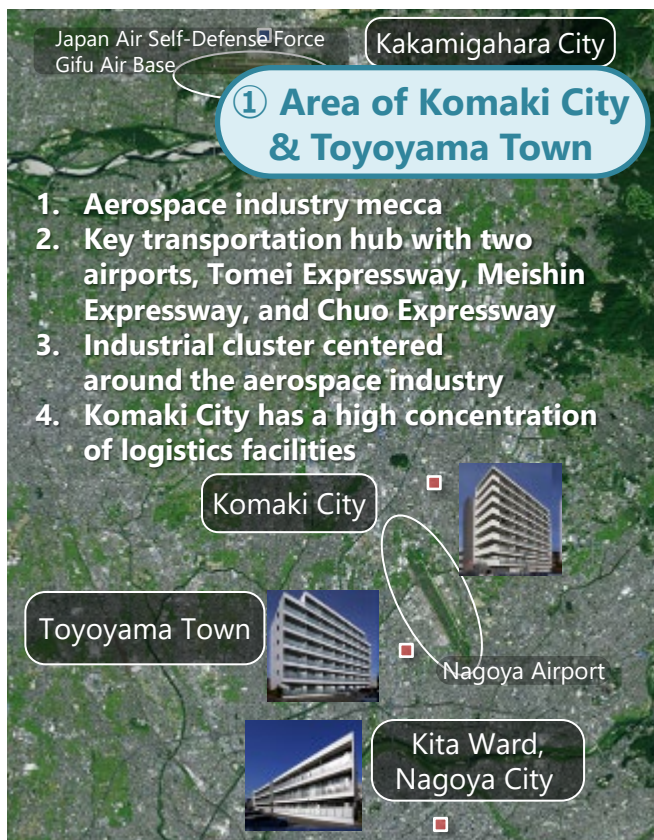 Japan Air Self-Defense Force
Gifu Air Base
Kakamigahara City
① Area of Komaki City
& Toyoyama Town
1. Aerospace industry mecca
2. Key transportation hub with two
airports, Tomei Expressway, Meishin
Expressway, and Chuo Expressway
3. Industrial cluster centered
around the aerospace industry
4. Komaki City has a high concentration
of logistics facilities
Komaki City
Toyoyama Town
Nagoya Airport
Kita Ward,
Nagoya City